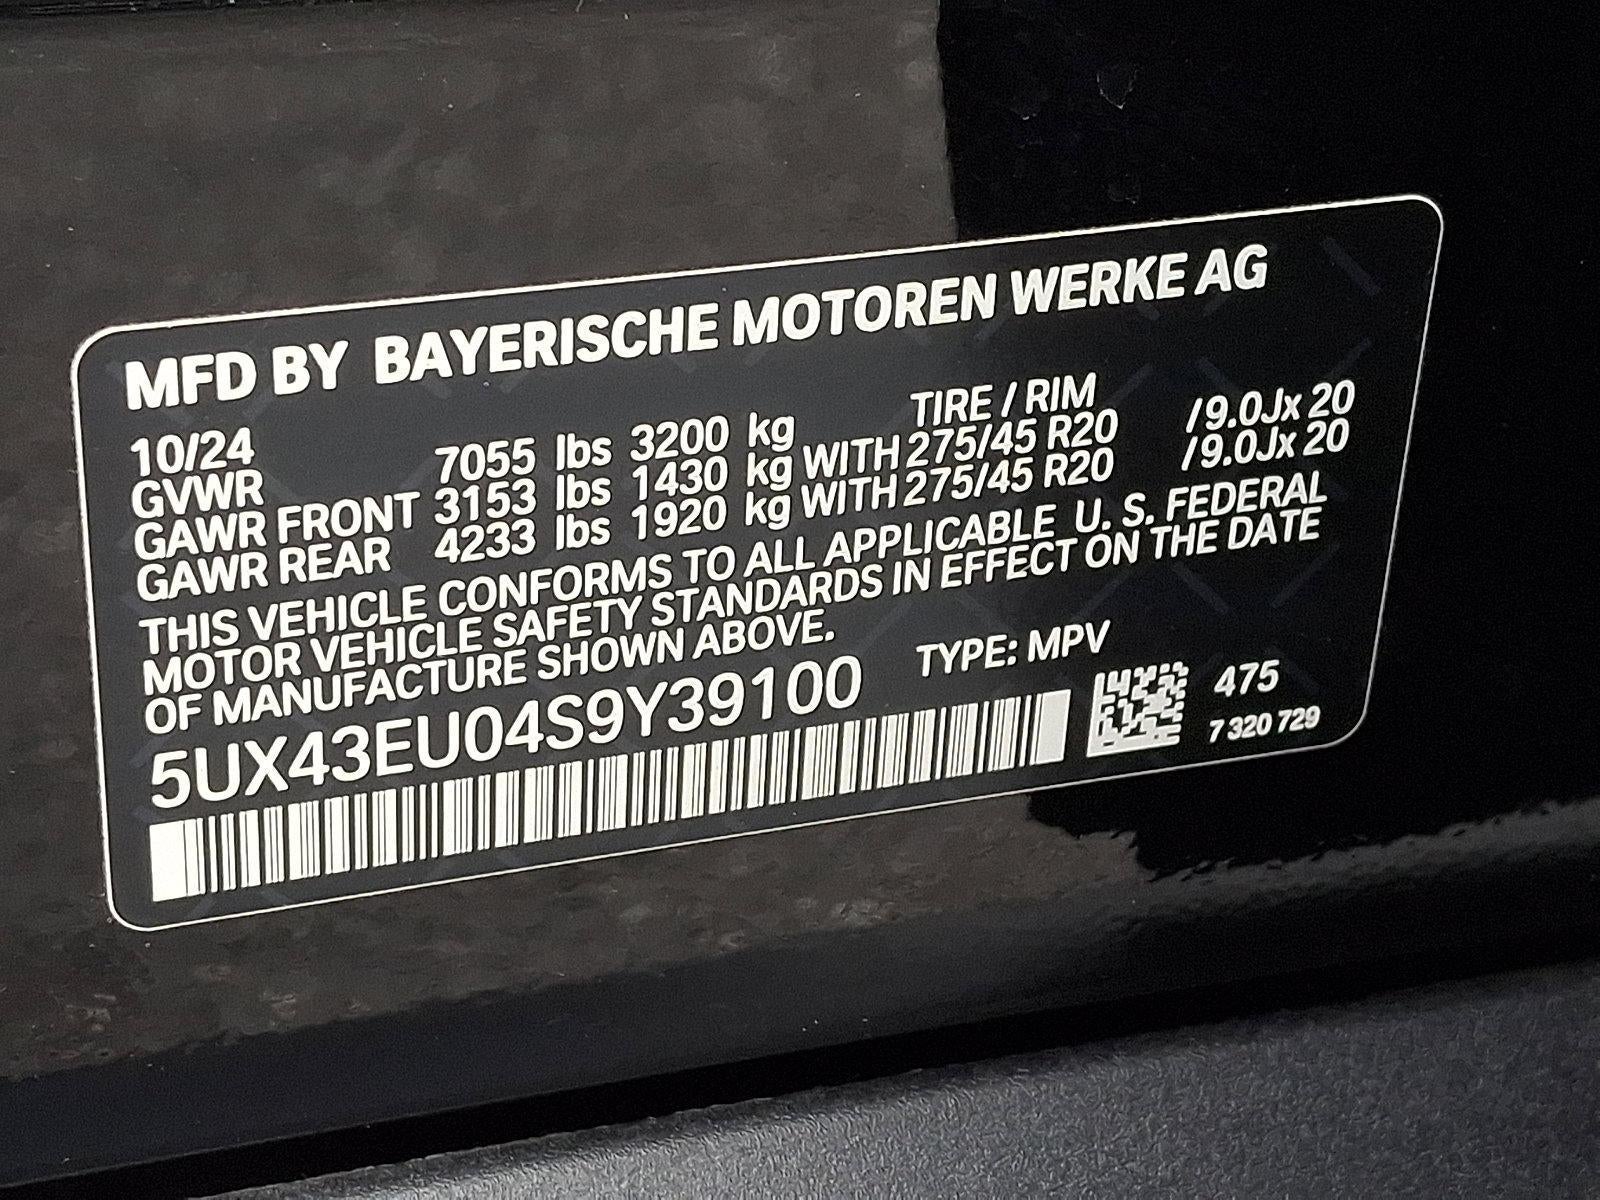 MFD BY BAYERISCHE MOTOREN WERKE AG
10/24 TIRE / RIM
GVWR 7055 lbs 3200 kg
GAWR FRONT 3153 lbs 1430 kg WITH 275/45 R20 /9.0Jx 20
GAWR REAR 4233 lbs 1920 kg WITH 275/45 R20 /9.0Jx 20
THIS VEHICLE CONFORMS TO ALL APPLICABLE U. S. FEDERAL
MOTOR VEHICLE SAFETY STANDARDS IN EFFECT ON THE DATE
OF MANUFACTURE SHOWN ABOVE.
5UX43EU04S9Y39100 TYPE: MPV
475
7 320 729